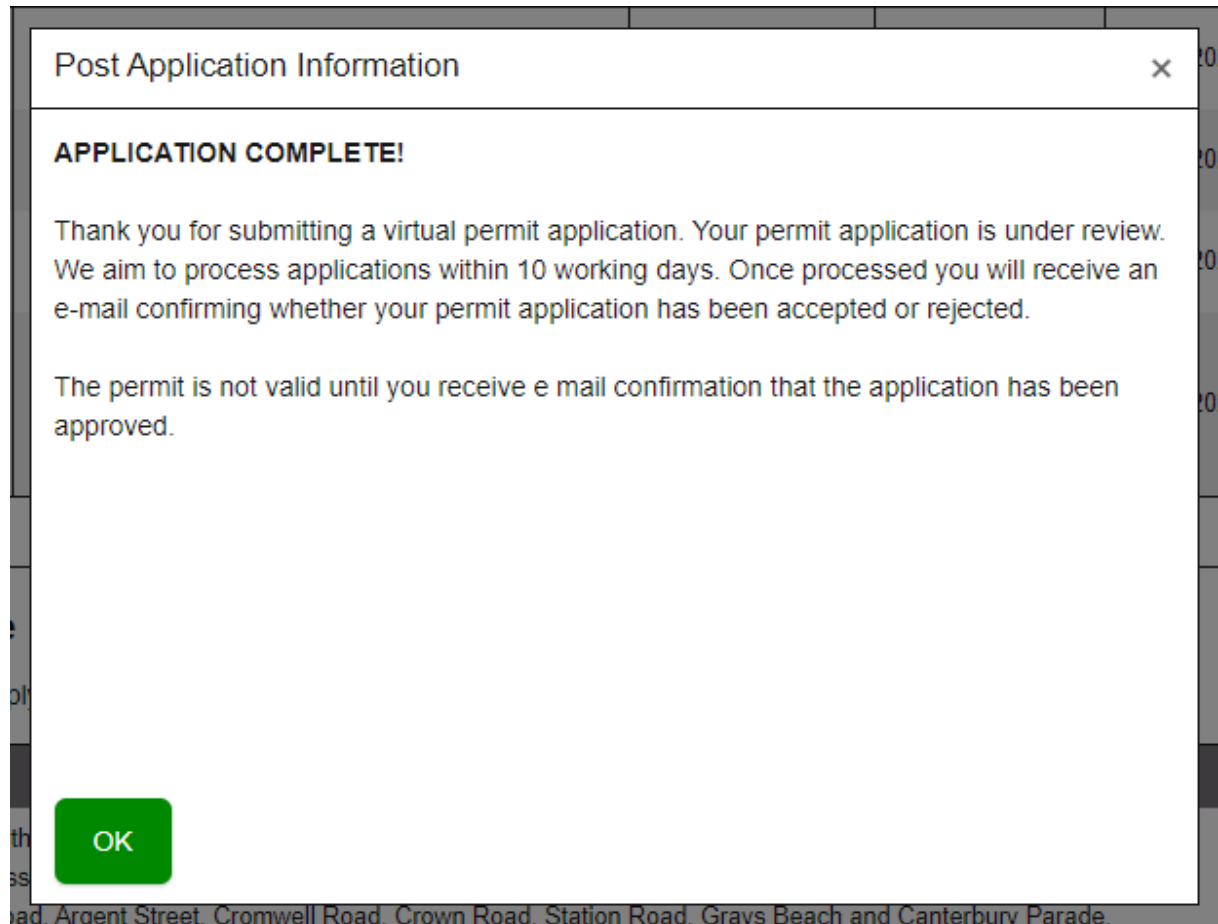 Post Application Information ×
APPLICATION COMPLETE!
Thank you for submitting a virtual permit application. Your permit application is under review.
We aim to process applications within 10 working days. Once processed you will receive an
e-mail confirming whether your permit application has been accepted or rejected.
The permit is not valid until you receive e mail confirmation that the application has been
approved.
OK
Argent Street, Cromwell Road, Crown Road, Station Road, Grays Beach and Canterbury Parade.